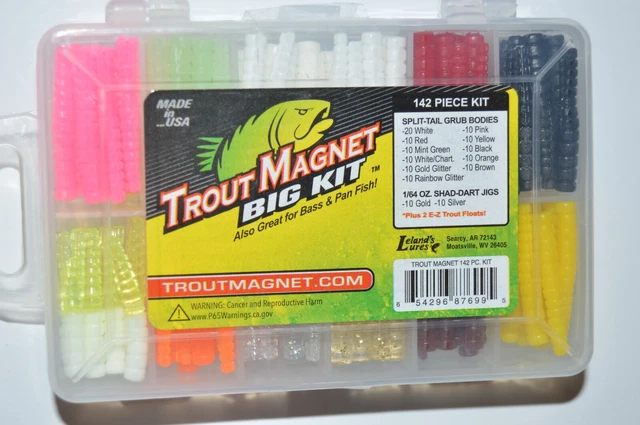 MADE
in
...USA
TROUT MAGNET
BIG KIT™
Also Great for Bass & Pan Fish!
TROUTMAGNET.COM
WARNING: Cancer and Reproductive Harm
www.P65Warnings.ca.gov
142 PIECE KIT
SPLIT-TAIL GRUB BODIES
-20 White -10 Pink
-10 Red -10 Yellow
-10 Mint Green -10 Black
-10 White/Chart. -10 Orange
-10 Gold Glitter -10 Brown
-10 Rainbow Glitter
1/64 OZ. SHAD-DART JIGS
-10 Gold -10 Silver
*Plus 2 E-Z Trout Floats!
Leland's Lures
Searcy, AR 72143
Moatsville, WV 26405
TROUT MAGNET 142 PC. KIT
6 54296 87699 5